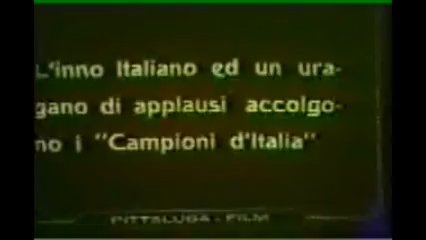 L'inno Italiano ed un ura-
gano di applausi accolgo-
no i "Campioni d'Italia"
PITTALUGA - FILM